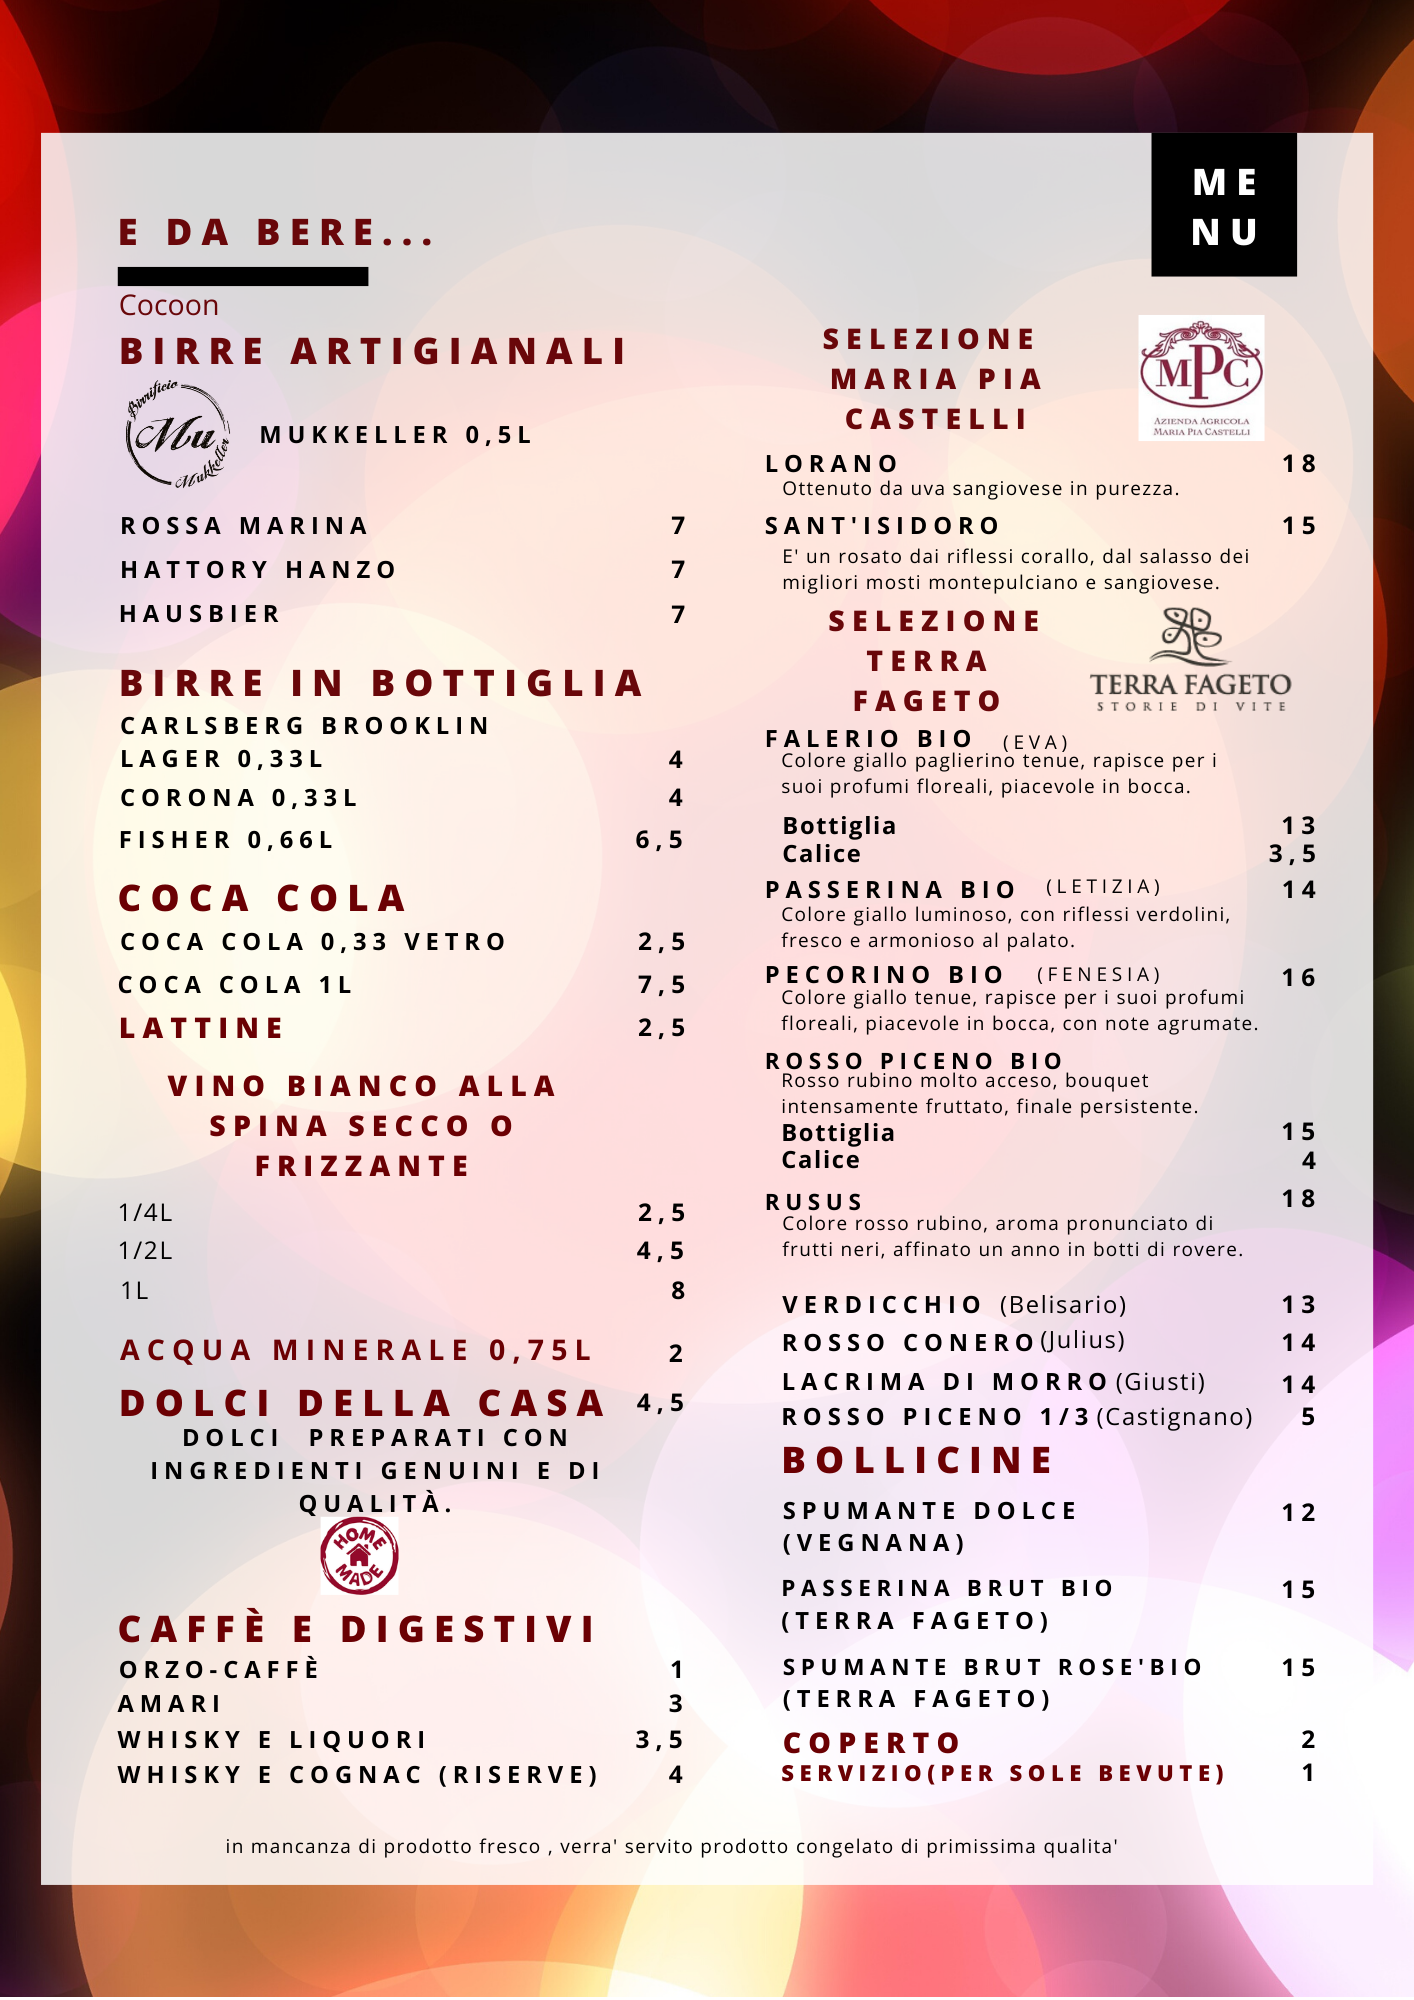 ME
NU
E DA BERE...
Cocoon
BIRRE ARTIGIANALI
Birrificio
Mu
Mukkeller
MUKKELLER 0,5L
ROSSA MARINA 7
HATTORY HANZO 7
HAUSBIER 7
BIRRE IN BOTTIGLIA
CARLSBERG BROOKLIN
LAGER 0,33L 4
CORONA 0,33L 4
FISHER 0,66L 6,5
COCA COLA
COCA COLA 0,33 VETRO 2,5
COCA COLA 1L 7,5
LATTINE 2,5
VINO BIANCO ALLA
SPINA SECCO O
FRIZZANTE
1/4L 2,5
1/2L 4,5
1L 8
ACQUA MINERALE 0,75L 2
DOLCI DELLA CASA 4,5
DOLCI PREPARATI CON
INGREDIENTI GENUINI E DI
QUALITÀ.
HOME
MADE
CAFFÈ E DIGESTIVI
ORZO-CAFFÈ 1
AMARI 3
WHISKY E LIQUORI 3,5
WHISKY E COGNAC (RISERVE) 4
SELEZIONE
MARIA PIA
CASTELLI
MPC
AZIENDA AGRICOLA
MARIA PIA CASTELLI
LORANO 18
Ottenuto da uva sangiovese in purezza.
SANT'ISIDORO 15
E' un rosato dai riflessi corallo, dal salasso dei
migliori mosti montepulciano e sangiovese.
SELEZIONE
TERRA
FAGETO
TERRA FAGETO
STORIE DI VITE
FALERIO BIO (EVA)
Colore giallo paglierino tenue, rapisce per i
suoi profumi floreali, piacevole in bocca.
Bottiglia 13
Calice 3,5
PASSERINA BIO (LETIZIA) 14
Colore giallo luminoso, con riflessi verdolini,
fresco e armonioso al palato.
PECORINO BIO (FENESIA) 16
Colore giallo tenue, rapisce per i suoi profumi
floreali, piacevole in bocca, con note agrumate.
ROSSO PICENO BIO
Rosso rubino molto acceso, bouquet
intensamente fruttato, finale persistente.
Bottiglia 15
Calice 4
RUSUS 18
Colore rosso rubino, aroma pronunciato di
frutti neri, affinato un anno in botti di rovere.
VERDICCHIO (Belisario) 13
ROSSO CONERO (Julius) 14
LACRIMA DI MORRO (Giusti) 14
ROSSO PICENO 1/3 (Castignano) 5
BOLLICINE
SPUMANTE DOLCE 12
(VEGNANA)
PASSERINA BRUT BIO 15
(TERRA FAGETO)
SPUMANTE BRUT ROSE'BIO 15
(TERRA FAGETO)
COPERTO 2
SERVIZIO(PER SOLE BEVUTE) 1
in mancanza di prodotto fresco , verra' servito prodotto congelato di primissima qualita'